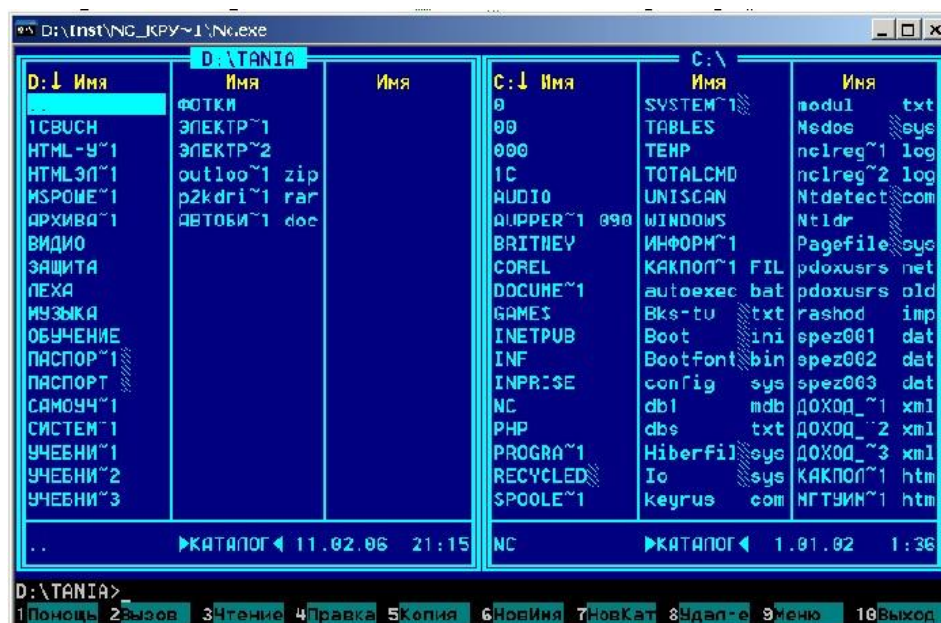 D:\Inst\NC_КРУ~1\Nc.exe
D:\TANIA
D:↓ Имя Имя Имя
.. ФОТКИ
1CBUCH ЭЛЕКТР~1
HTML-У~1 ЭЛЕКТР~2
HTMLЭЛ~1 outloo~1 zip
MSPOWE~1 p2kdri~1 rar
АРХИВА~1 АВТОБИ~1 doc
ВИДИО
ЗАЩИТА
ЛЕХА
МУЗЫКА
ОБУЧЕНИЕ
ПАСПОР~1
ПАСПОРТ
САМОУЧ~1
СИСТЕМ~1
УЧЕБНИ~1
УЧЕБНИ~2
УЧЕБНИ~3
.. ►КАТАЛОГ◄ 11.02.06 21:15
C:\
C:↓ Имя Имя Имя
0 SYSTEM~1 modul txt
00 TABLES Msdos sys
000 TEMP nclreg~1 log
1C TOTALCMD nclreg~2 log
AUDIO UNISCAN Ntdetect com
AUPPER~1 090 WINDOWS Ntldr
BRITNEY ИНФОРМ~1 Pagefile sys
COREL КАКПОЛ~1 FIL pdoxusrs net
DOCUME~1 autoexec bat pdoxusrs old
GAMES Bks-tu txt rashod imp
INETPUB Boot ini spez001 dat
INF Bootfont bin spez002 dat
INPRISE config sys spez003 dat
NC db1 mdb ДОХОД_~1 xml
PHP dbs txt ДОХОД_~2 xml
PROGRA~1 Hiberfil sys ДОХОД_~3 xml
RECYCLED Io sys КАКПОЛ~1 htm
SPOOLE~1 keyrus com МГТУИМ~1 htm
NC ►КАТАЛОГ◄ 1.01.02 1:36
D:\TANIA>_
1Помощь 2Вызов 3Чтение 4Правка 5Копия 6НовИмя 7НовКат 8Удал-е 9Меню 10Выход